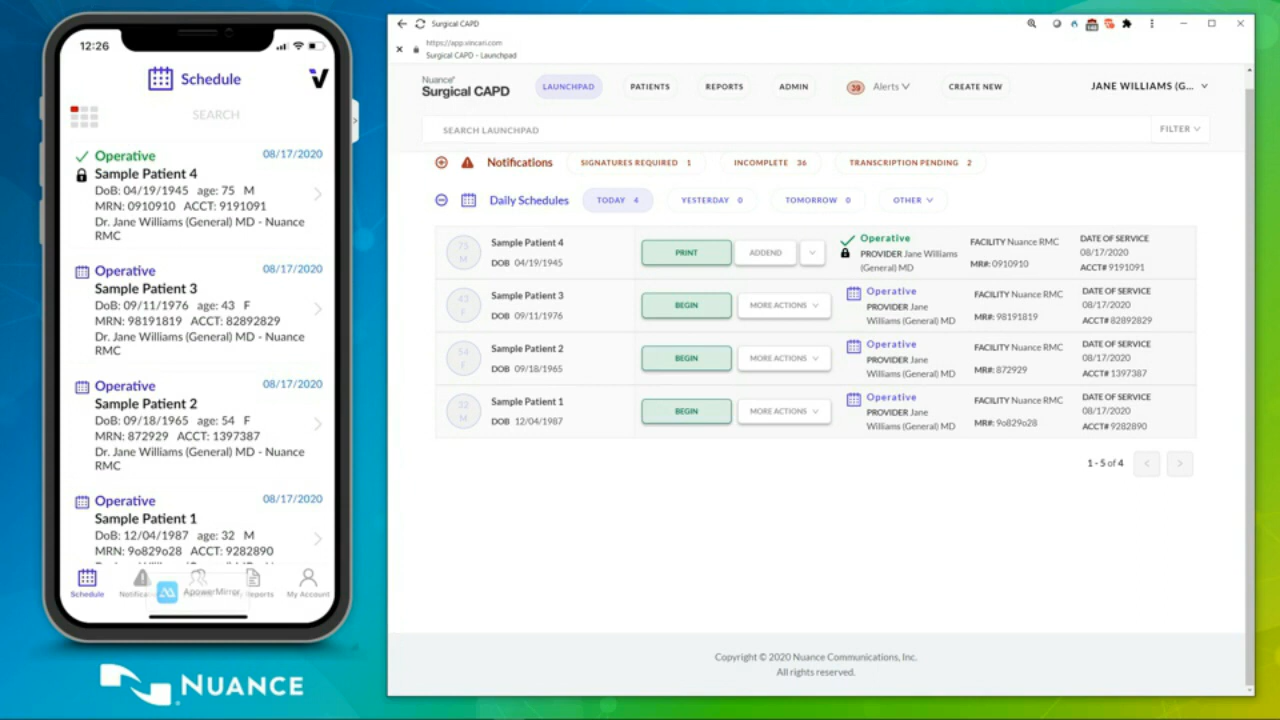 12:26
Schedule
SEARCH
Operative 08/17/2020
Sample Patient 4
DoB: 04/19/1945 age: 75 M
MRN: 0910910 ACCT: 9191091
Dr. Jane Williams (General) MD - Nuance
RMC
Operative 08/17/2020
Sample Patient 3
DoB: 09/11/1976 age: 43 F
MRN: 98191819 ACCT: 82892829
Dr. Jane Williams (General) MD - Nuance
RMC
Operative 08/17/2020
Sample Patient 2
DoB: 09/18/1965 age: 54 F
MRN: 872929 ACCT: 1397387
Dr. Jane Williams (General) MD - Nuance
RMC
Operative 08/17/2020
Sample Patient 1
DoB: 12/04/1987 age: 32 M
MRN: 9o829o28 ACCT: 9282890
Schedule My Account
ApowerMirror
NUANCE
Surgical CAPD
https://app.vincari.com
Surgical CAPD - Launchpad
Nuance
Surgical CAPD
LAUNCHPAD PATIENTS REPORTS ADMIN 39 Alerts CREATE NEW JANE WILLIAMS (G...
SEARCH LAUNCHPAD FILTER
Notifications SIGNATURES REQUIRED 1 INCOMPLETE 36 TRANSCRIPTION PENDING 2
Daily Schedules TODAY 4 YESTERDAY 0 TOMORROW 0 OTHER
75
M
Sample Patient 4
DOB 04/19/1945
PRINT ADDEND
Operative
PROVIDER Jane Williams
(General) MD
FACILITY Nuance RMC
MR#: 0910910
DATE OF SERVICE
08/17/2020
ACCT# 9191091
43
F
Sample Patient 3
DOB 09/11/1976
BEGIN MORE ACTIONS
Operative
PROVIDER Jane
Williams (General) MD
FACILITY Nuance RMC
MR#: 98191819
DATE OF SERVICE
08/17/2020
ACCT# 82892829
54
F
Sample Patient 2
DOB 09/18/1965
BEGIN MORE ACTIONS
Operative
PROVIDER Jane
Williams (General) MD
FACILITY Nuance RMC
MR#: 872929
DATE OF SERVICE
08/17/2020
ACCT# 1397387
32
M
Sample Patient 1
DOB 12/04/1987
BEGIN MORE ACTIONS
Operative
PROVIDER Jane
Williams (General) MD
FACILITY Nuance RMC
MR#: 9o829o28
DATE OF SERVICE
08/17/2020
ACCT# 9282890
1 - 5 of 4
Copyright © 2020 Nuance Communications, Inc.
All rights reserved.